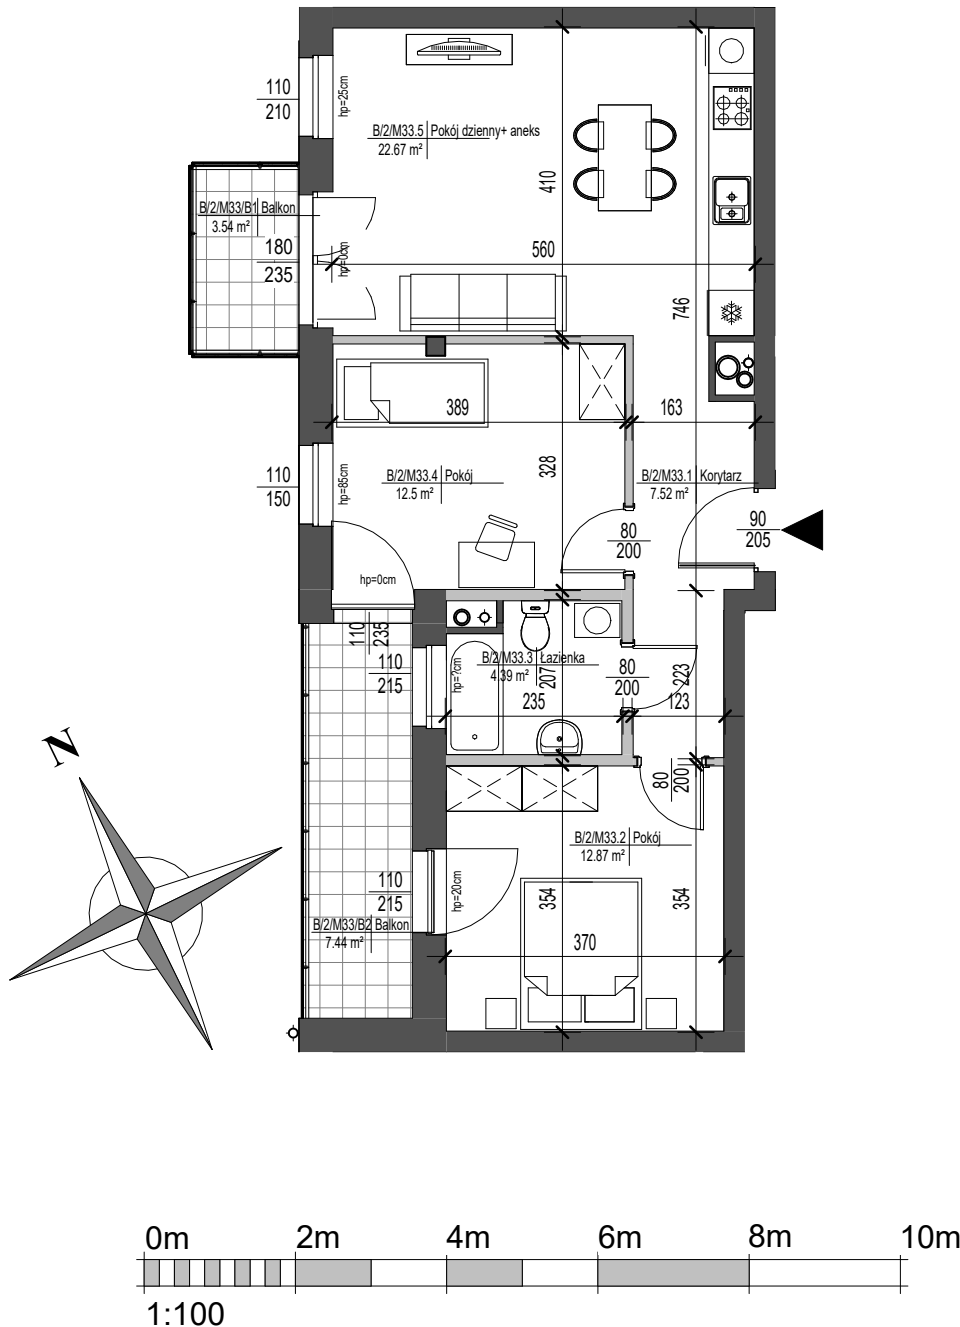 110
210
hp=25cm
B/2/M33.5 Pokój dzienny+ aneks
22.67 m²
410
B/2/M33/B1 Balkon
3.54 m²
180
235
hp=0cm
560
746
389
163
110
150
hp=85cm
B/2/M33.4 Pokój
12.5 m²
328
B/2/M33.1 Korytarz
7.52 m²
80
200
90
205
hp=0cm
110
235
110
215
hp=?cm
B/2/M33.3 Łazienka
4.39 m²
207
235
80
200
223
123
80
200
N
B/2/M33.2 Pokój
12.87 m²
110
215
hp=20cm
354
354
B/2/M33/B2 Balkon
7.44 m²
370
0m 2m 4m 6m 8m 10m
1:100